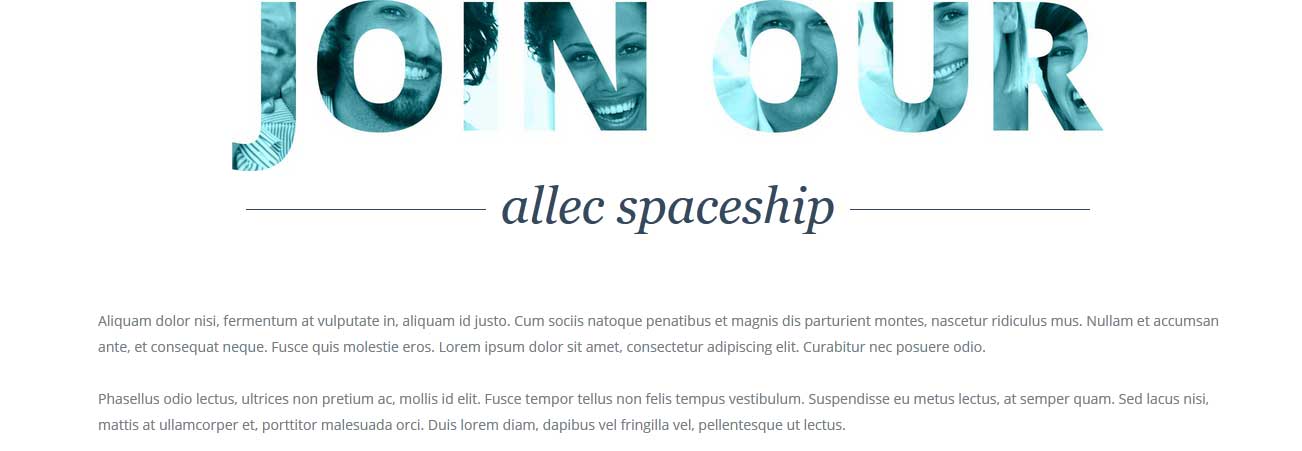 JOIN OUR
allec spaceship
Aliquam dolor nisi, fermentum at vulputate in, aliquam id justo. Cum sociis natoque penatibus et magnis dis parturient montes, nascetur ridiculus mus. Nullam et accumsan
ante, et consequat neque. Fusce quis molestie eros. Lorem ipsum dolor sit amet, consectetur adipiscing elit. Curabitur nec posuere odio.
Phasellus odio lectus, ultrices non pretium ac, mollis id elit. Fusce tempor tellus non felis tempus vestibulum. Suspendisse eu metus lectus, at semper quam. Sed lacus nisi,
mattis at ullamcorper et, porttitor malesuada orci. Duis lorem diam, dapibus vel fringilla vel, pellentesque ut lectus.